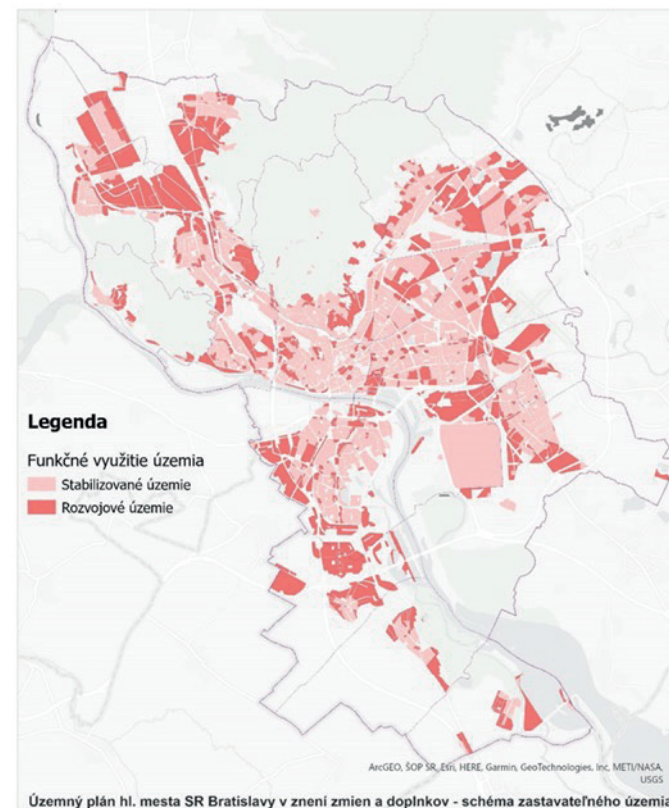 Legenda
Funkčné využitie územia
Stabilizované územie
Rozvojové územie
ArcGEO, ŠOP SR, Esri, HERE, Garmin, GeoTechnologies, Inc, METI/NASA,
USGS
Územný plán hl. mesta SR Bratislavy v znení zmien a doplnkov - schéma zastavateľného územi